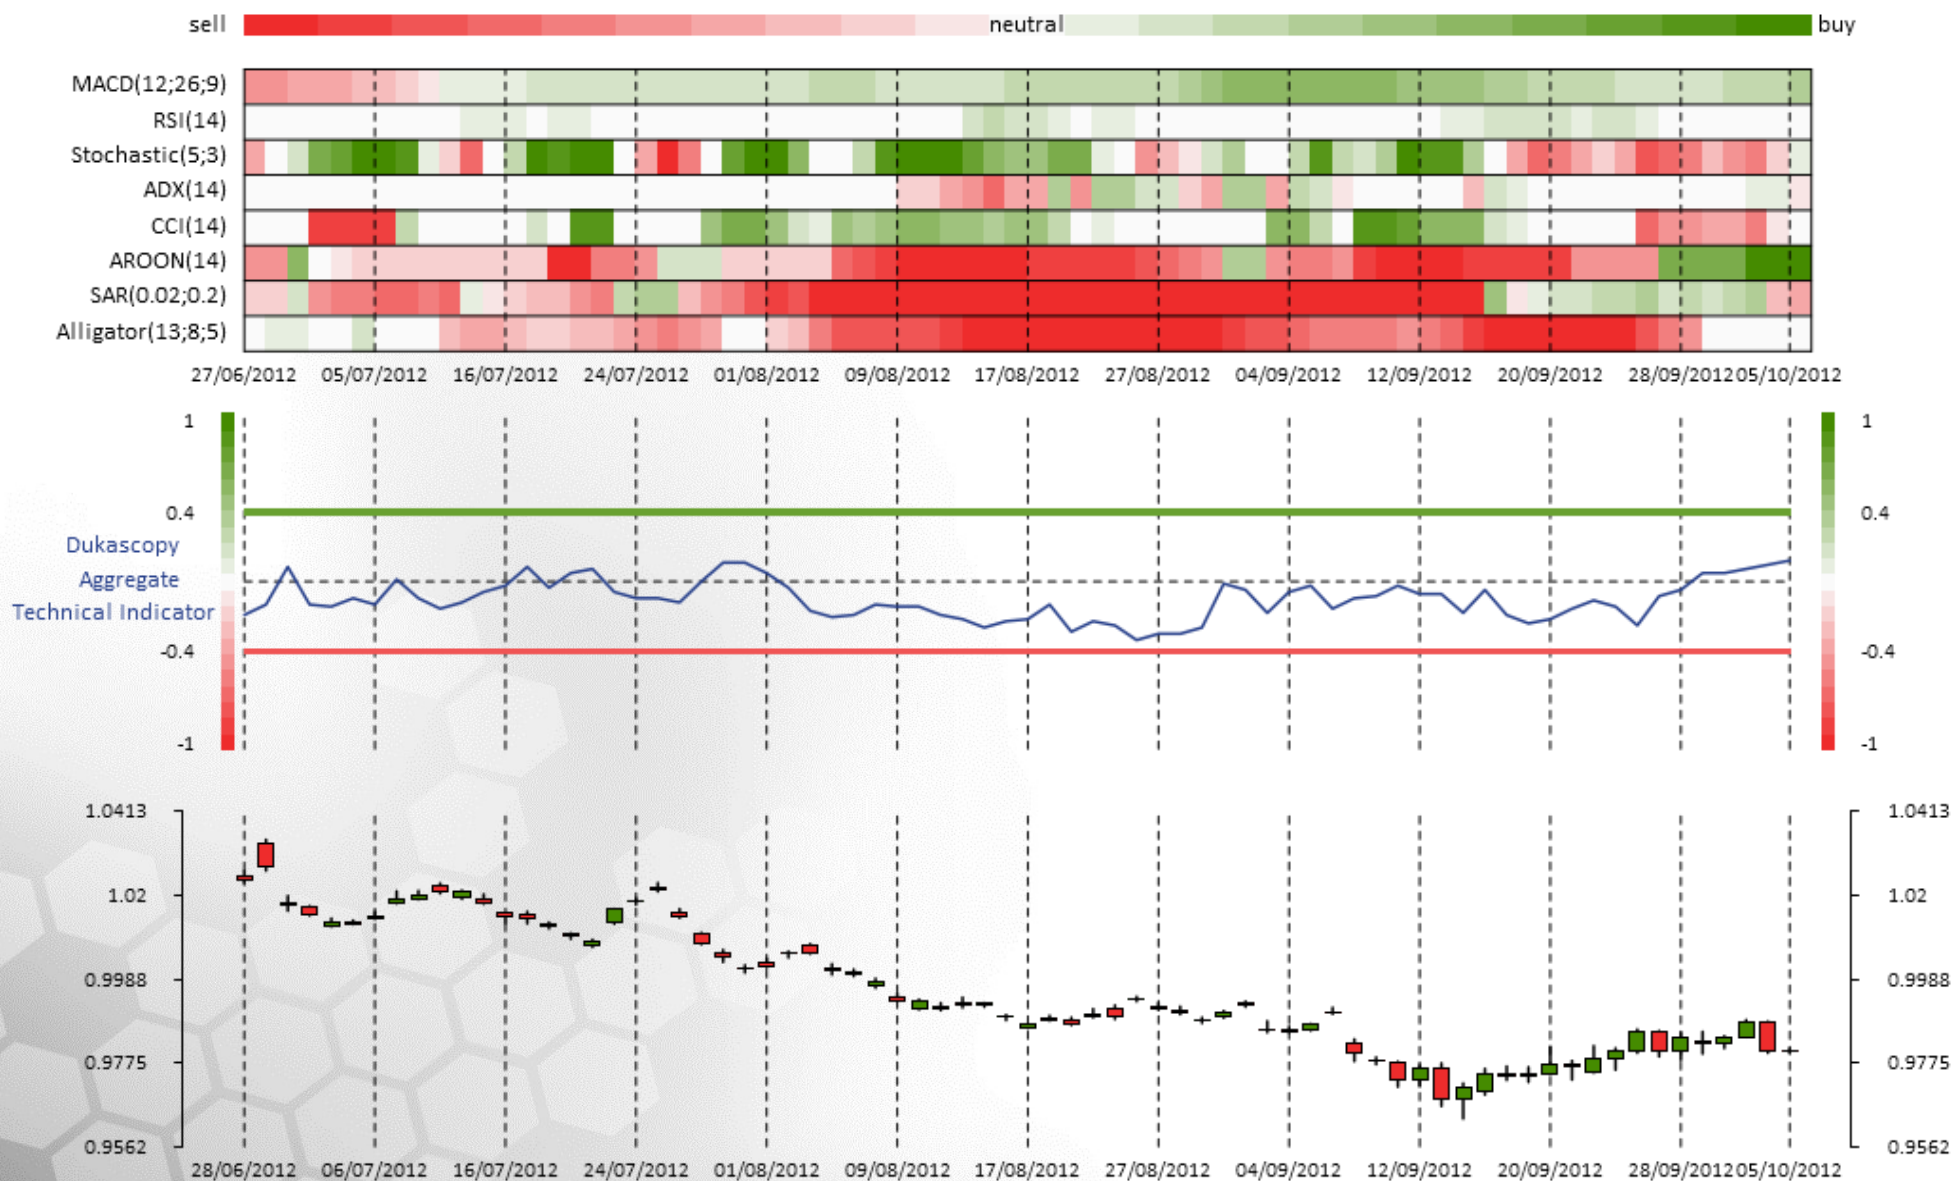 sell neutral buy
MACD(12;26;9)
RSI(14)
Stochastic(5;3)
ADX(14)
CCI(14)
AROON(14)
SAR(0.02;0.2)
Alligator(13;8;5)
27/06/2012 05/07/2012 16/07/2012 24/07/2012 01/08/2012 09/08/2012 17/08/2012 27/08/2012 04/09/2012 12/09/2012 20/09/2012 28/09/2012 05/10/2012
1 1
0.4 0.4
Dukascopy
Aggregate
Technical Indicator
-0.4 -0.4
-1 -1
1.0413 1.0413
1.02 1.02
0.9988 0.9988
0.9775 0.9775
0.9562 0.9562
28/06/2012 06/07/2012 16/07/2012 24/07/2012 01/08/2012 09/08/2012 17/08/2012 27/08/2012 04/09/2012 12/09/2012 20/09/2012 28/09/2012 05/10/2012